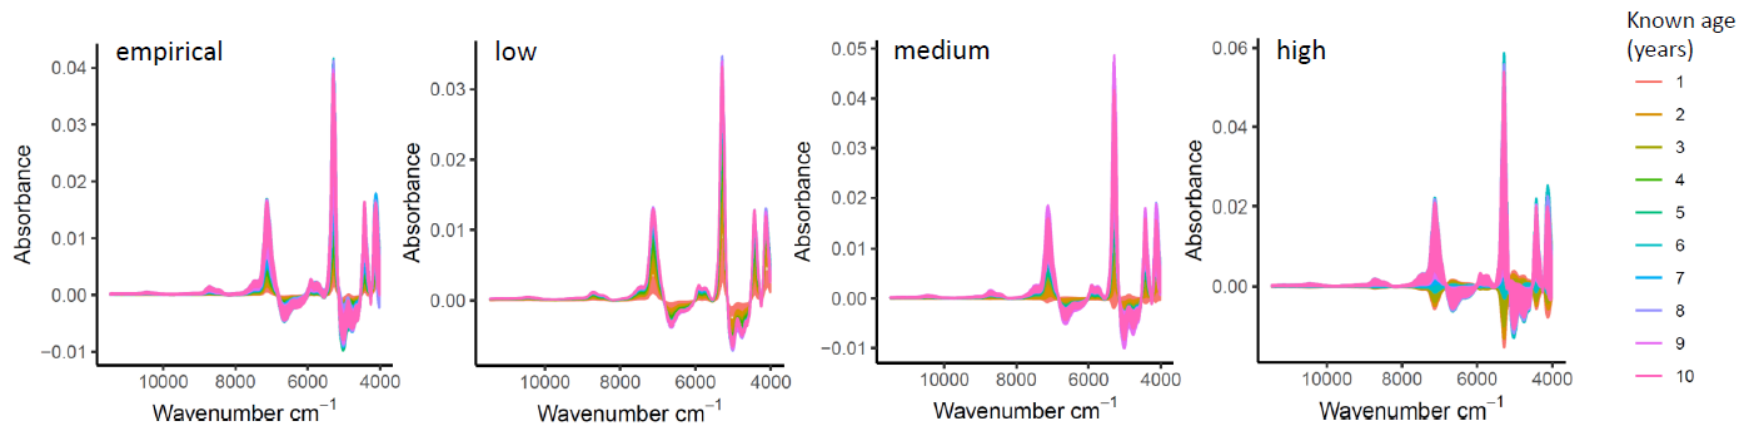 empirical
0.04
0.03
0.02
0.01
0.00
−0.01
Absorbance
10000 8000 6000 4000
Wavenumber cm−1
low
0.03
0.02
0.01
0.00
Absorbance
10000 8000 6000 4000
Wavenumber cm−1
medium
0.05
0.04
0.03
0.02
0.01
0.00
−0.01
Absorbance
10000 8000 6000 4000
Wavenumber cm−1
high
0.06
0.04
0.02
0.00
Absorbance
10000 8000 6000 4000
Wavenumber cm−1
Known age
(years)
1
2
3
4
5
6
7
8
9
10